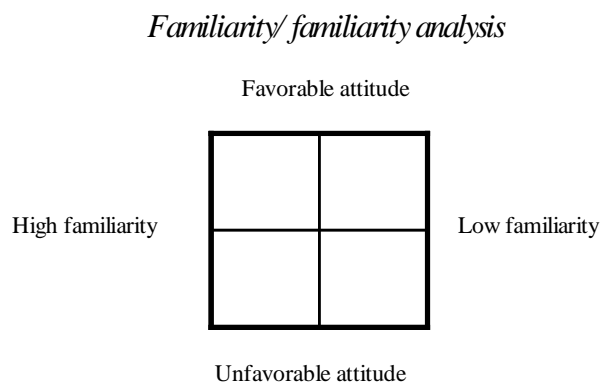 Familiarity/ familiarity analysis
Favorable attitude
High familiarity
Low familiarity
Unfavorable attitude